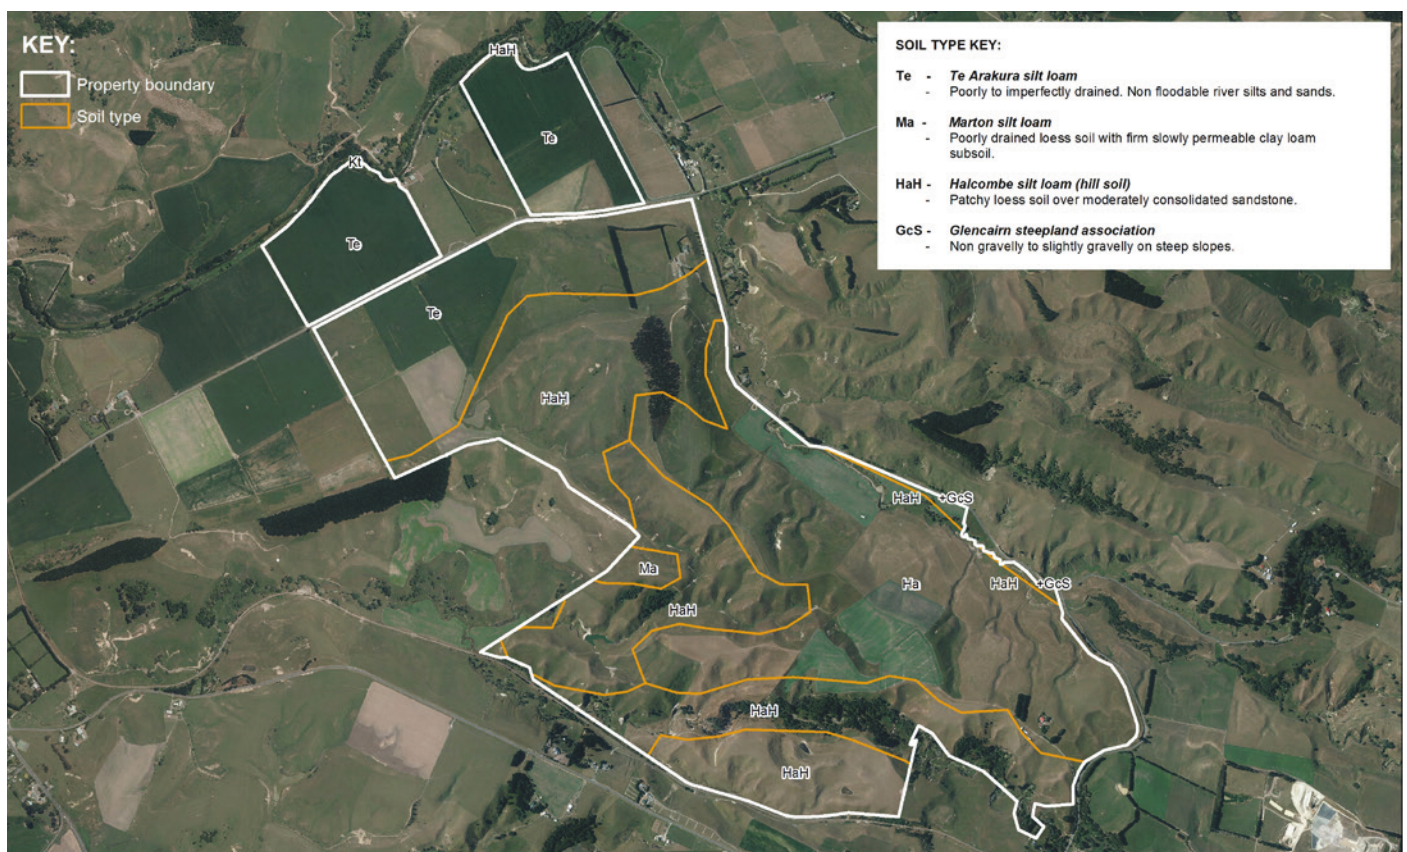 KEY:
Property boundary
Soil type
SOIL TYPE KEY:
Te - Te Arakura silt loam
- Poorly to imperfectly drained. Non floodable river silts and sands.
Ma - Marton silt loam
- Poorly drained loess soil with firm slowly permeable clay loam
subsoil.
HaH - Halcombe silt loam (hill soil)
- Patchy loess soil over moderately consolidated sandstone.
GcS - Glencairn steepland association
- Non gravelly to slightly gravelly on steep slopes.
HaH
Te
Kt
Te
Te
HaH
HaH +GcS
Ma
Ha
HaH +GcS
HaH
HaH
HaH